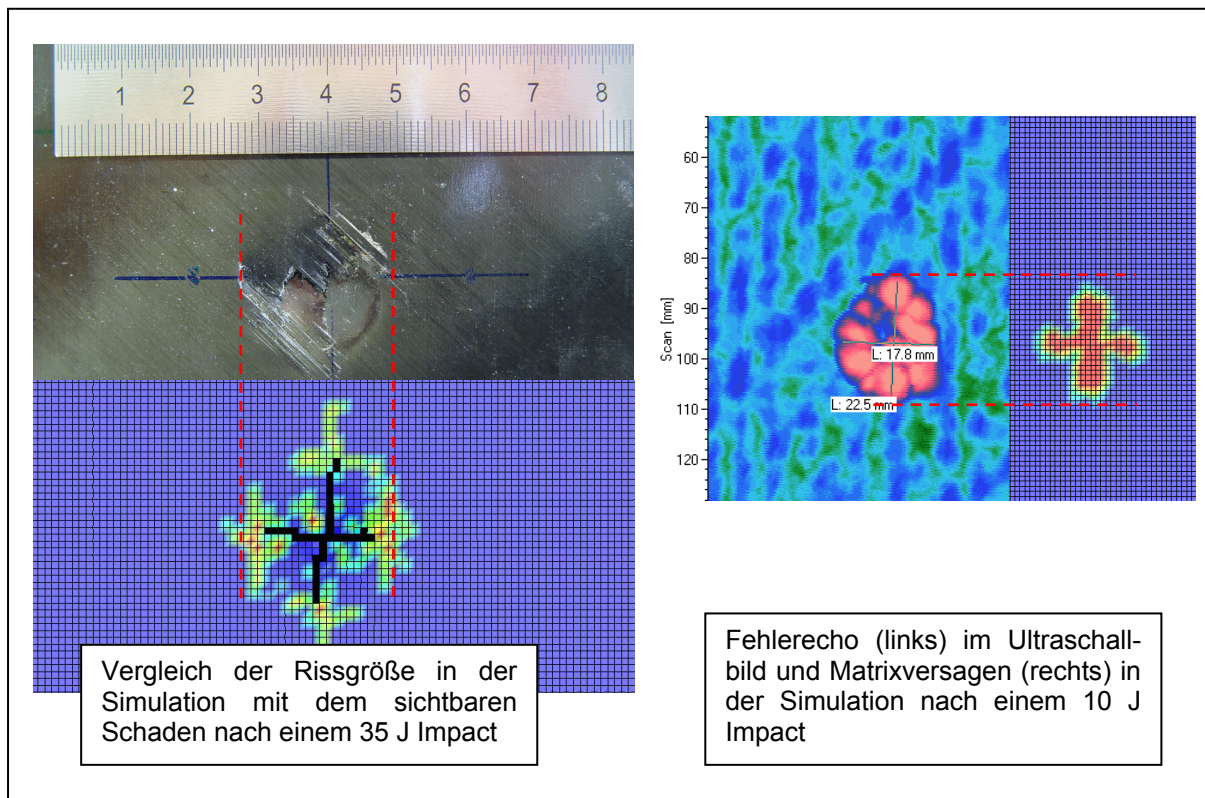 1 2 3 4 5 6 7 8
Vergleich der Rissgröße in der
Simulation mit dem sichtbaren
Schaden nach einem 35 J Impact
60
70
80
Scan [mm]
90
100
110
120
L: 17.8 mm
L: 22.5 mm
Fehlerecho (links) im Ultraschall-
bild und Matrixversagen (rechts) in
der Simulation nach einem 10 J
Impact